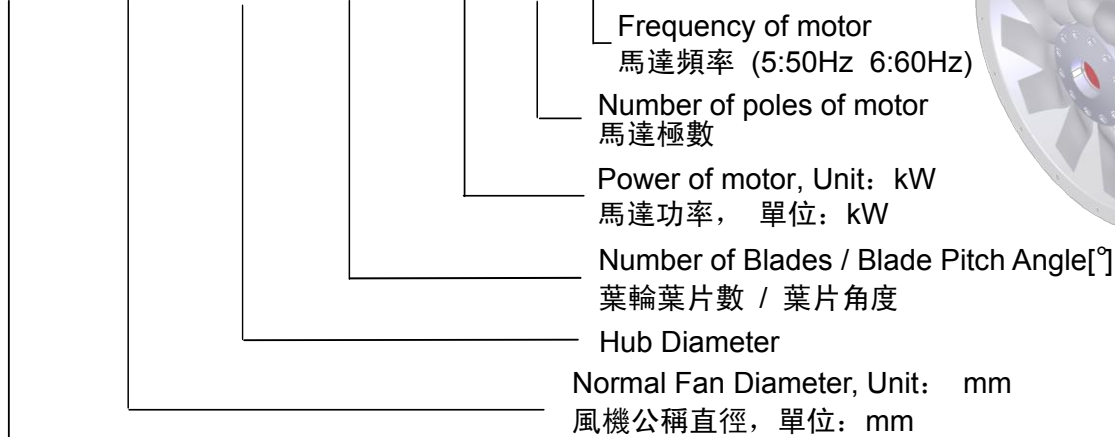 Frequency of motor
馬達頻率 (5:50Hz 6:60Hz)
Number of poles of motor
馬達極數
Power of motor, Unit：kW
馬達功率， 單位：kW
Number of Blades / Blade Pitch Angle[°]
葉輪葉片數 / 葉片角度
Hub Diameter
Normal Fan Diameter, Unit： mm
風機公稱直徑，單位：mm